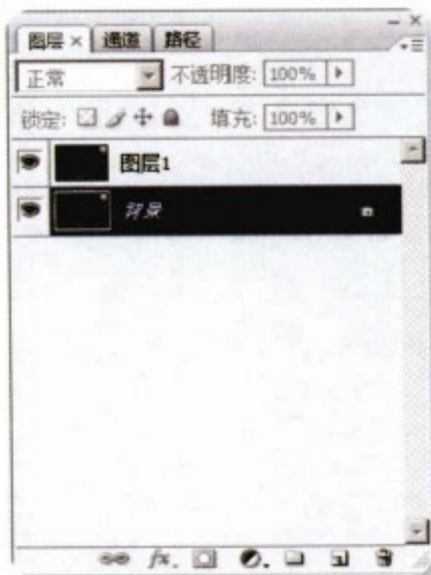 图层 × 通道 路径
正常 不透明度: 100%
锁定: 填充: 100%
图层1
背景
fx.